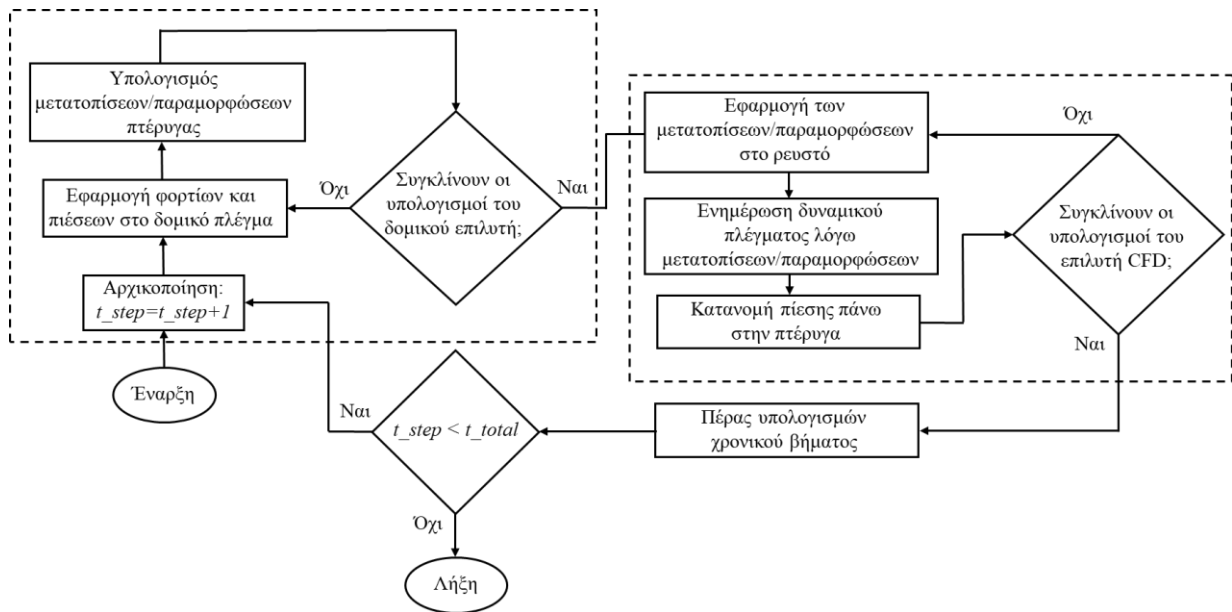 Υπολογισμός
μετατοπίσεων/παραμορφώσεων
πτέρυγας
Εφαρμογή φορτίων και
πιέσεων στο δομικό πλέγμα
Αρχικοποίηση:
t_step=t_step+1
Έναρξη
Όχι
Συγκλίνουν οι
υπολογισμοί του
δομικού επιλυτή;
Ναι
Εφαρμογή των
μετατοπίσεων/παραμορφώσεων
στο ρευστό
Ενημέρωση δυναμικού
πλέγματος λόγω
μετατοπίσεων/παραμορφώσεων
Κατανομή πίεσης πάνω
στην πτέρυγα
Όχι
Συγκλίνουν οι
υπολογισμοί του
επιλυτή CFD;
Ναι
Πέρας υπολογισμών
χρονικού βήματος
Ναι
t_step < t_total
Όχι
Λήξη